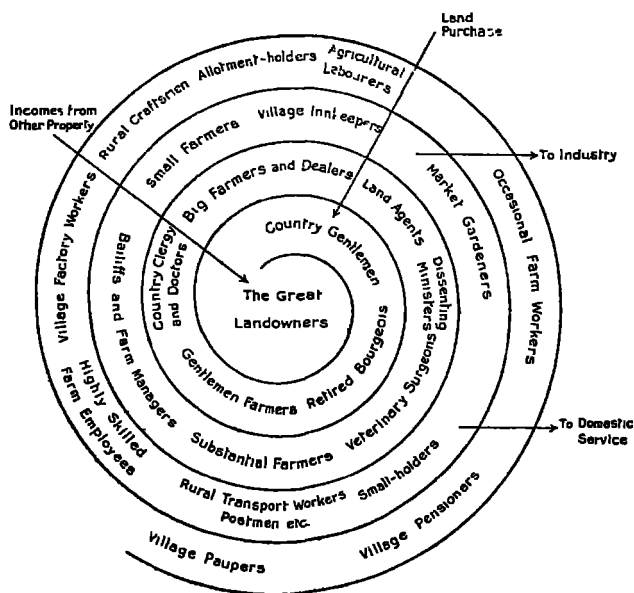 Land
Purchase
Incomes from
Other Property
To Industry
To Domestic
Service
The Great
Landowners
Country Gentlemen
Retired Bourgeois
Gentlemen Farmers
Country Clergy
and Doctors
Big Farmers and Dealers
Land Agents
Dissenting
Ministers
Veterinary Surgeons
Substantial Farmers
Bailiffs and Farm Managers
Small Farmers
Village Innkeepers
Market Gardeners
Small-holders
Rural Transport Workers
Postmen etc.
Highly Skilled
Farm Employees
Village Factory Workers
Rural Craftsmen
Allotment-holders
Agricultural
Labourers
Occasional Farm Workers
Village Pensioners
Village Paupers